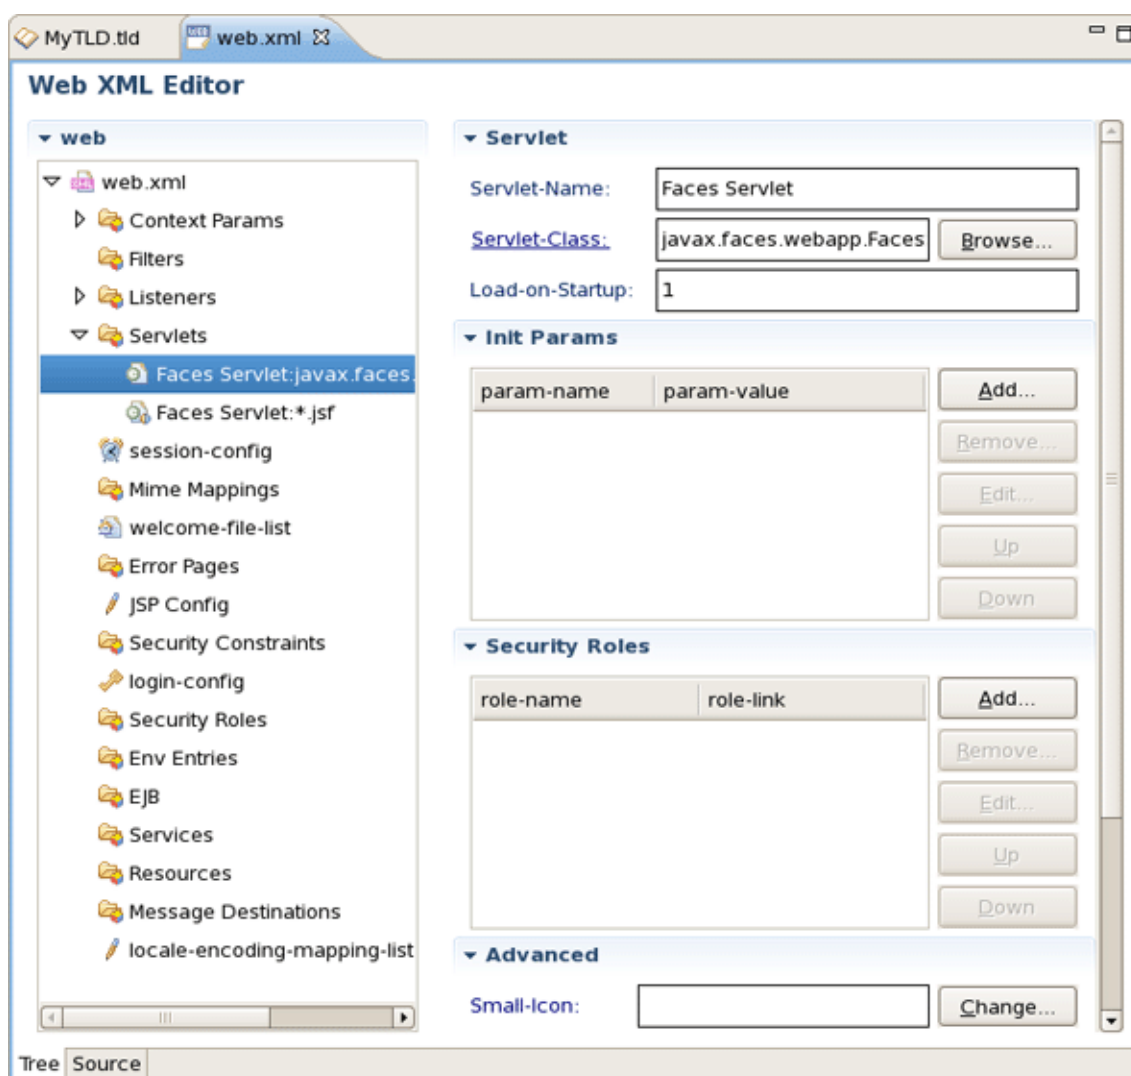 MyTLD.tld web.xml
Web XML Editor
web
web.xml
Context Params
Filters
Listeners
Servlets
Faces Servlet:javax.faces.
Faces Servlet:*.jsf
session-config
Mime Mappings
welcome-file-list
Error Pages
JSP Config
Security Constraints
login-config
Security Roles
Env Entries
EJB
Services
Resources
Message Destinations
locale-encoding-mapping-list
Servlet
Servlet-Name: Faces Servlet
Servlet-Class: javax.faces.webapp.Faces Browse...
Load-on-Startup: 1
Init Params
param-name param-value Add...
Remove...
Edit...
Up
Down
Security Roles
role-name role-link Add...
Remove...
Edit...
Up
Down
Advanced
Small-Icon: Change...
Tree Source